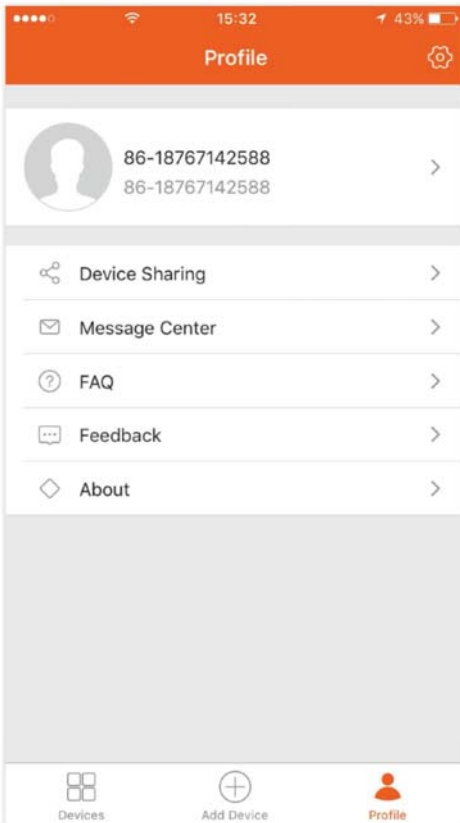 15:32
43%
Profile
86-18767142588
86-18767142588
Device Sharing
Message Center
? FAQ
Feedback
About
Devices
Add Device
Profile